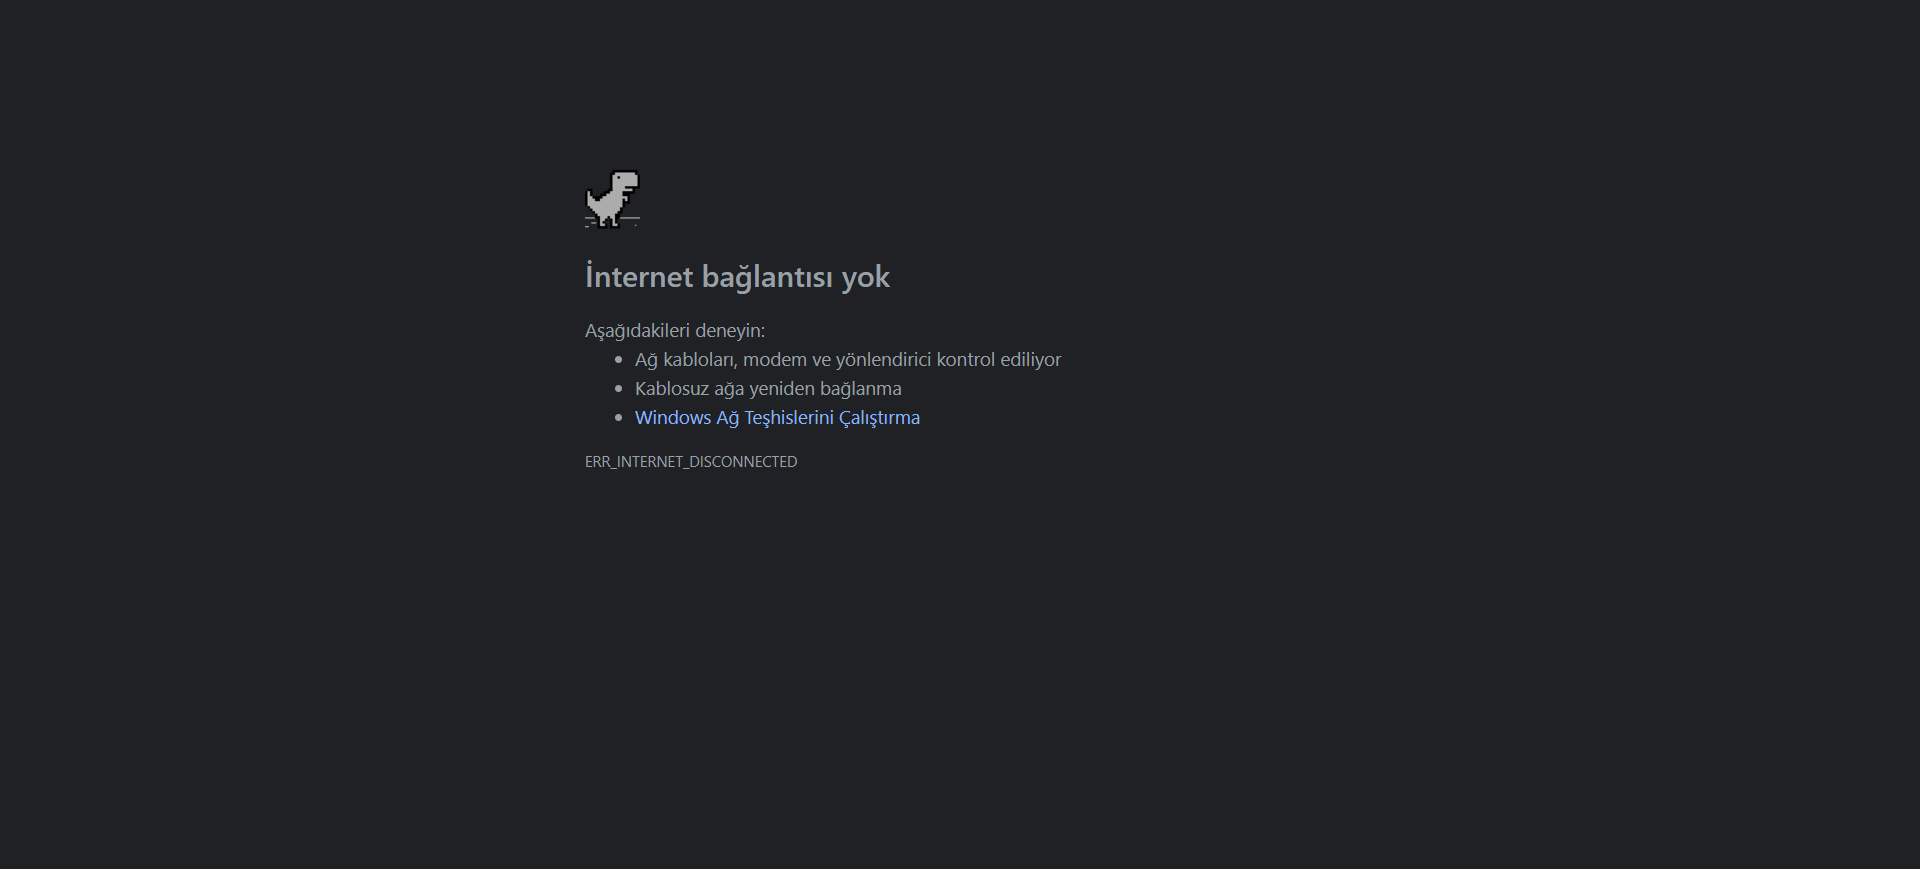 İnternet bağlantısı yok
Aşağıdakileri deneyin:
Ağ kabloları, modem ve yönlendirici kontrol ediliyor
Kablosuz ağa yeniden bağlanma
Windows Ağ Teşhislerini Çalıştırma
ERR_INTERNET_DISCONNECTED